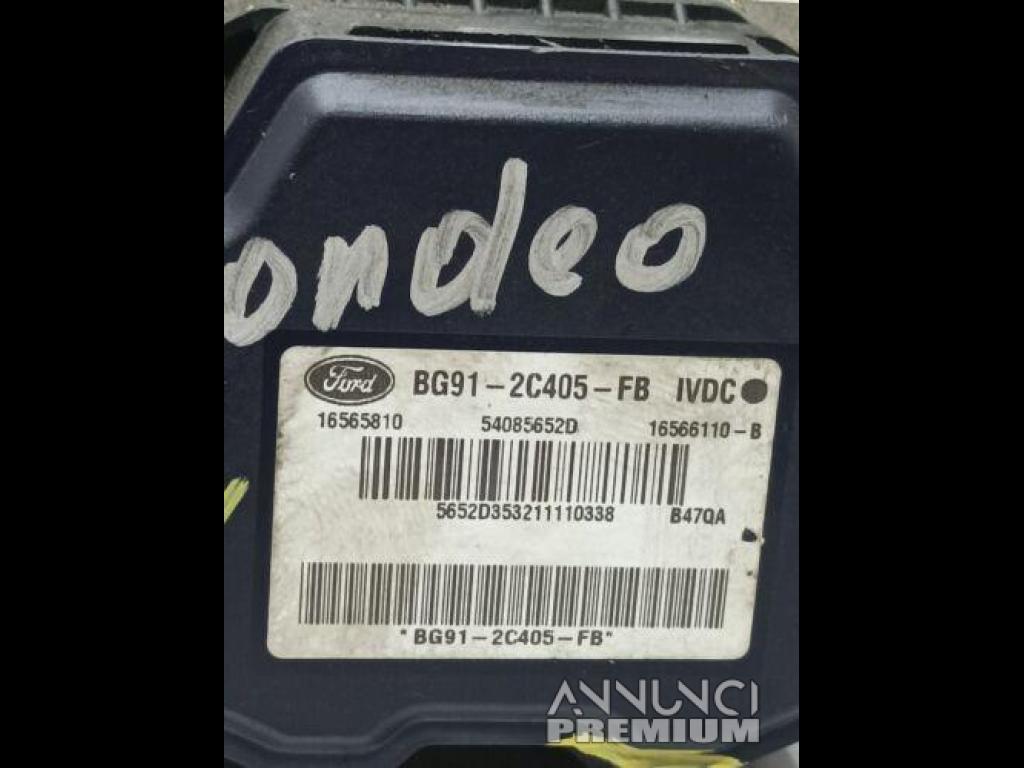 ondeo
Ford BG91-2C405-FB IVDC
16565810 54085652D 16566110-B
5652D353211110338 B47QA
*BG91-2C405-FB*
ANNUNCI
PREMIUM